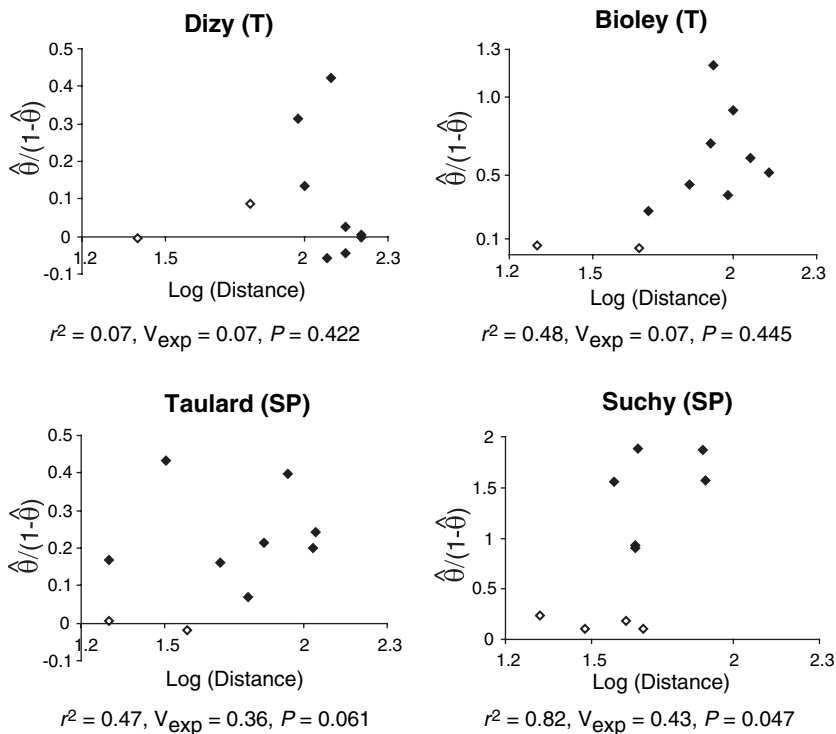 Dizy (T)
0.5
0.4
0.3
0.2
0.1
0
-0.1
θ̂/(1-θ̂)
1.2 1.5 2 2.3
Log (Distance)
r² = 0.07, Vexp = 0.07, P = 0.422
Bioley (T)
1.3
1.0
0.5
0.1
θ̂/(1-θ̂)
1.2 1.5 2 2.3
Log (Distance)
r² = 0.48, Vexp = 0.07, P = 0.445
Taulard (SP)
0.5
0.4
0.3
0.2
0.1
0
-0.1
θ̂/(1-θ̂)
1.2 1.5 2 2.3
Log (Distance)
r² = 0.47, Vexp = 0.36, P = 0.061
Suchy (SP)
2
1.5
1
0.5
0
θ̂/(1-θ̂)
1.2 1.5 2 2.3
Log (Distance)
r² = 0.82, Vexp = 0.43, P = 0.047